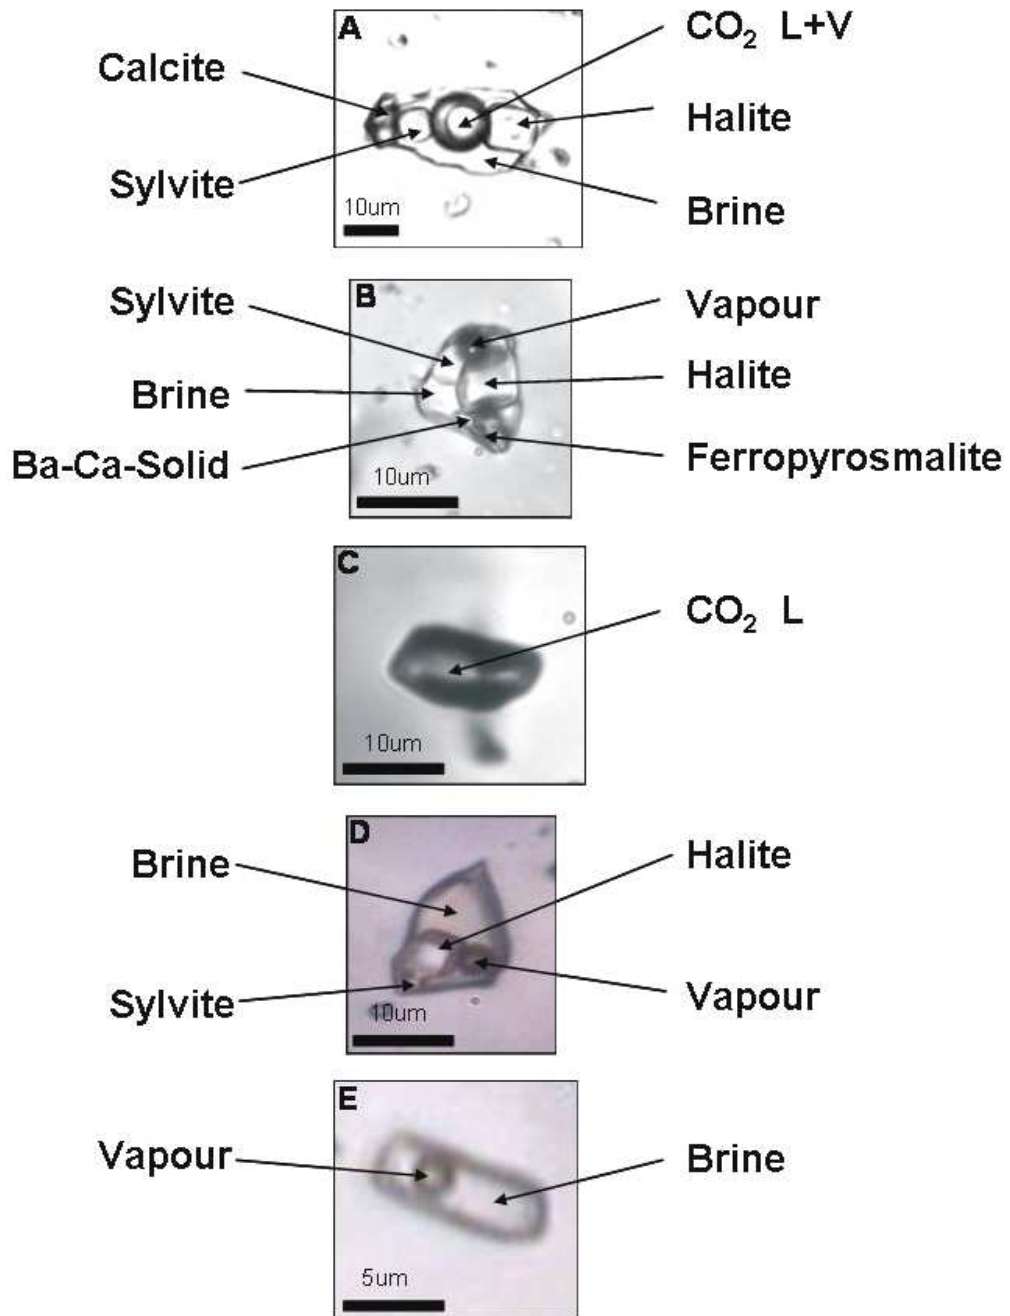 A
CO₂ L+V
Calcite
Halite
Sylvite
10um
Brine
B
Sylvite
Vapour
Halite
Brine
Ba-Ca-Solid
Ferropyrosmalite
10um
C
CO₂ L
10um
D
Halite
Brine
Sylvite
Vapour
10um
E
Vapour
Brine
5um